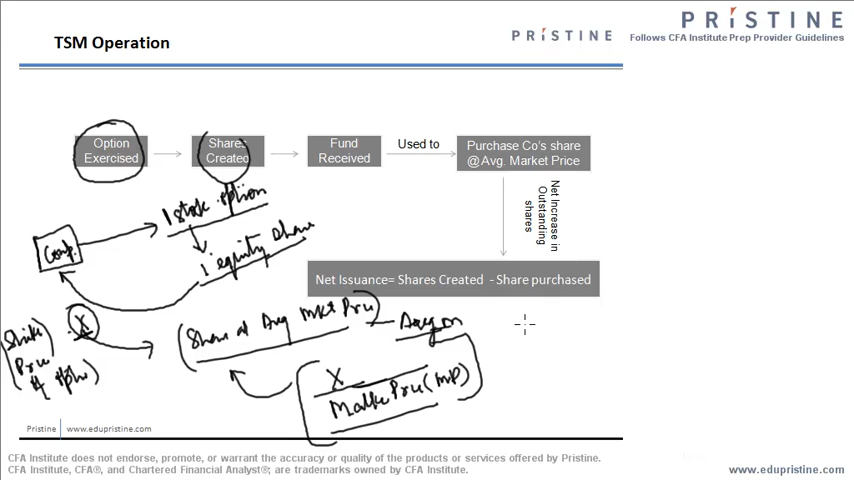 PRISTINE
PRISTINE
Follows CFA Institute Prep Provider Guidelines
TSM Operation
Option
Exercised
Shares
Created
Fund
Received
Used to
Purchase Co's share
@Avg. Market Price
Net Increase in
Outstanding
shares
1 stock option
Comp.
1 equity share
Net Issuance= Shares Created - Share purchased
X
(Share at Avg Mkt Price)
Strike
Price
X
Market Price (MP)
Pristine
www.edupristine.com
CFA Institute does not endorse, promote, or warrant the accuracy or quality of the products or services offered by Pristine.
CFA Institute, CFA®, and Chartered Financial Analyst®; are trademarks owned by CFA Institute.
www.edupristine.com